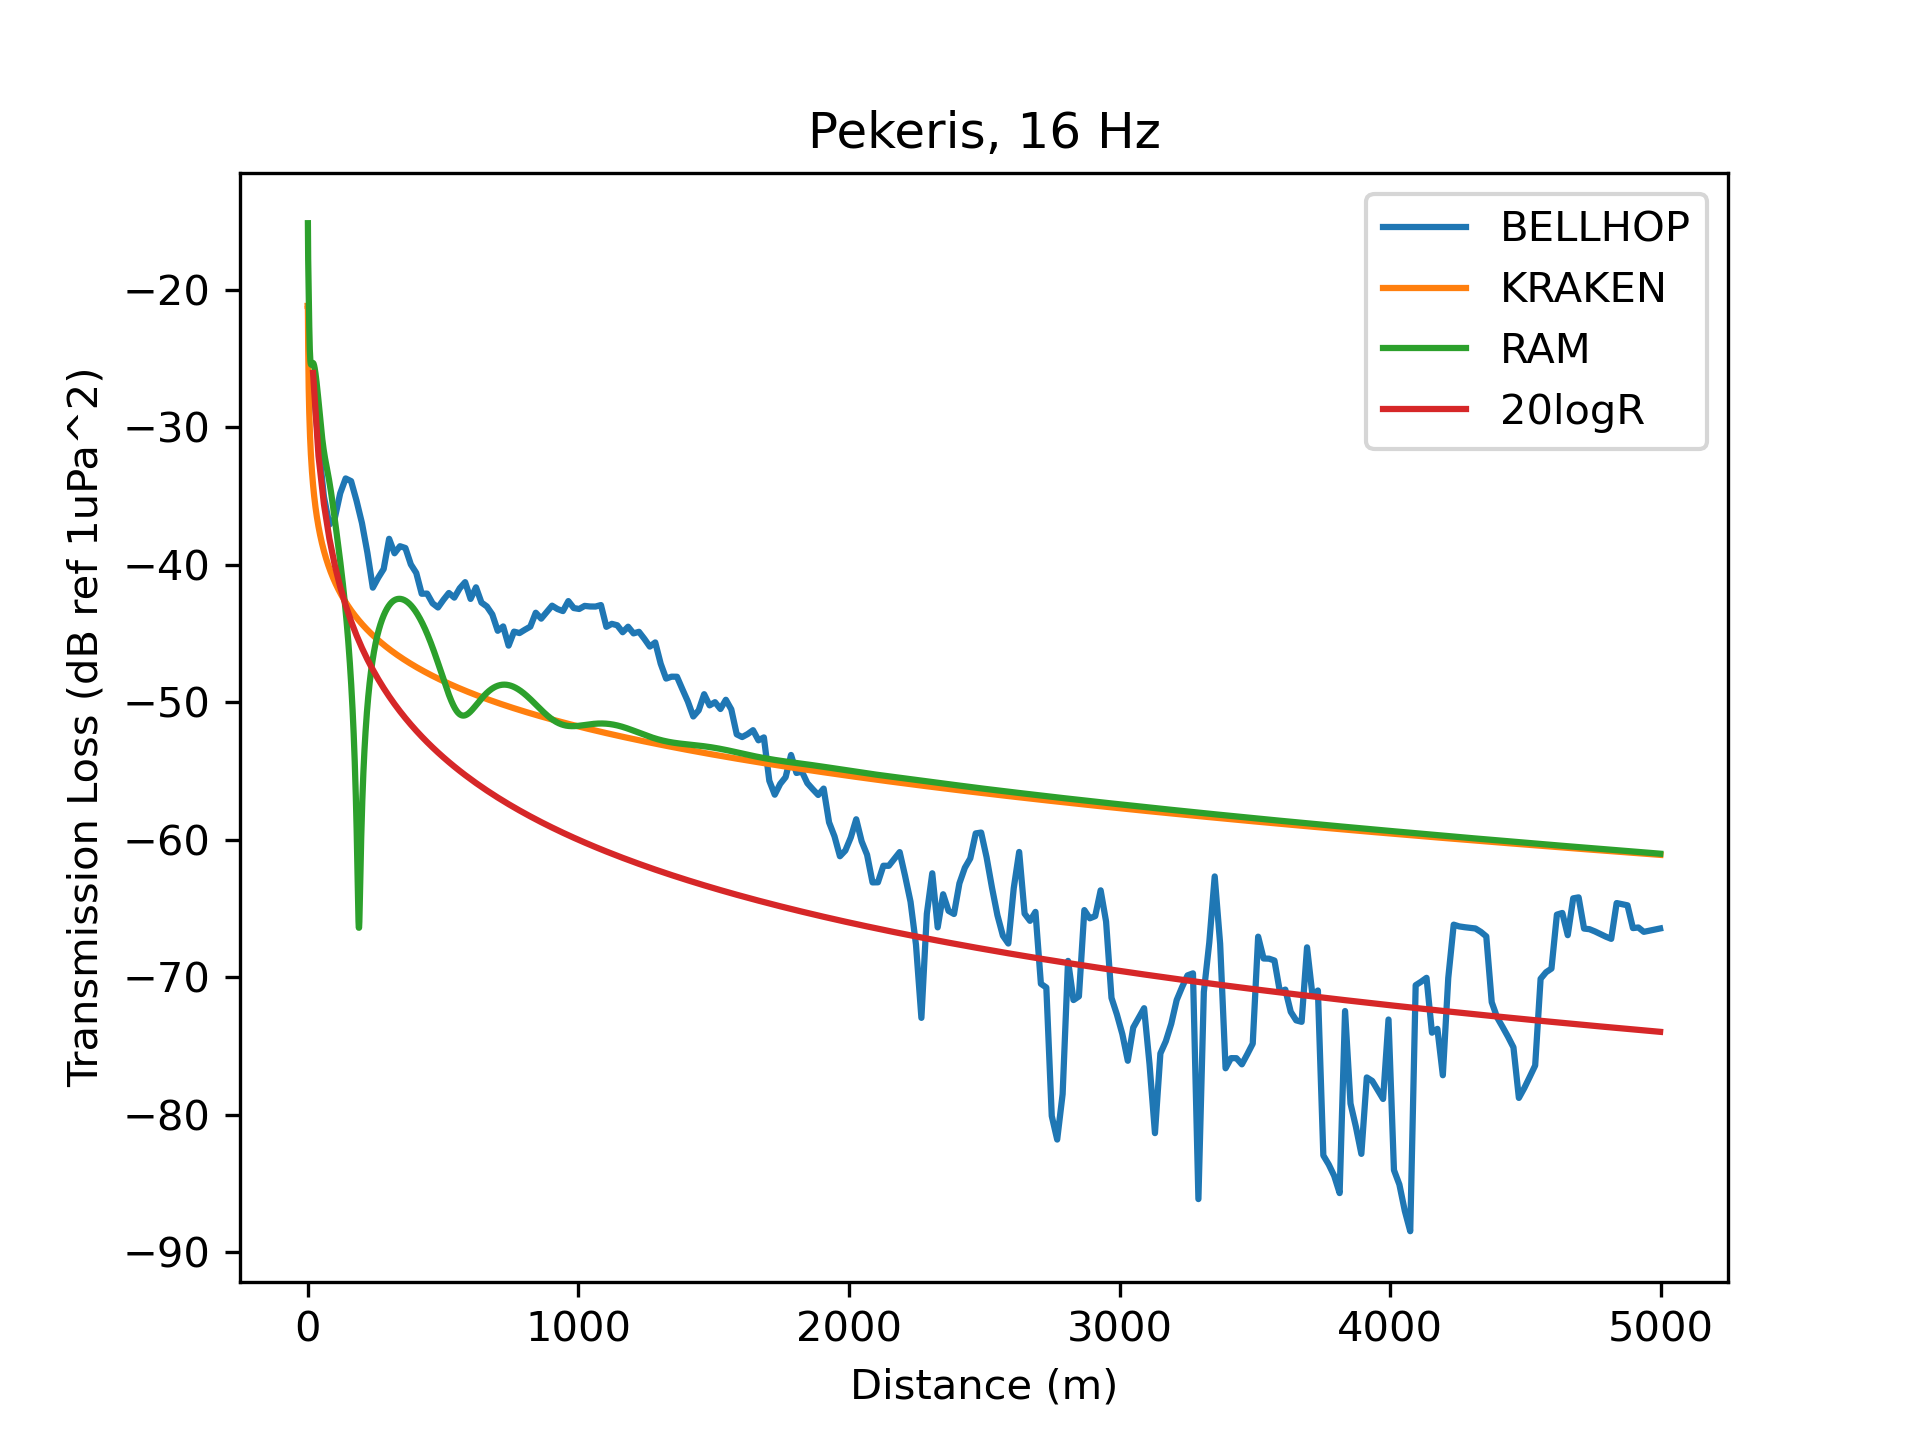 Pekeris, 16 Hz
BELLHOP
KRAKEN
RAM
20logR
Transmission Loss (dB ref 1uPa^2)
−20
−30
−40
−50
−60
−70
−80
−90
0 1000 2000 3000 4000 5000
Distance (m)